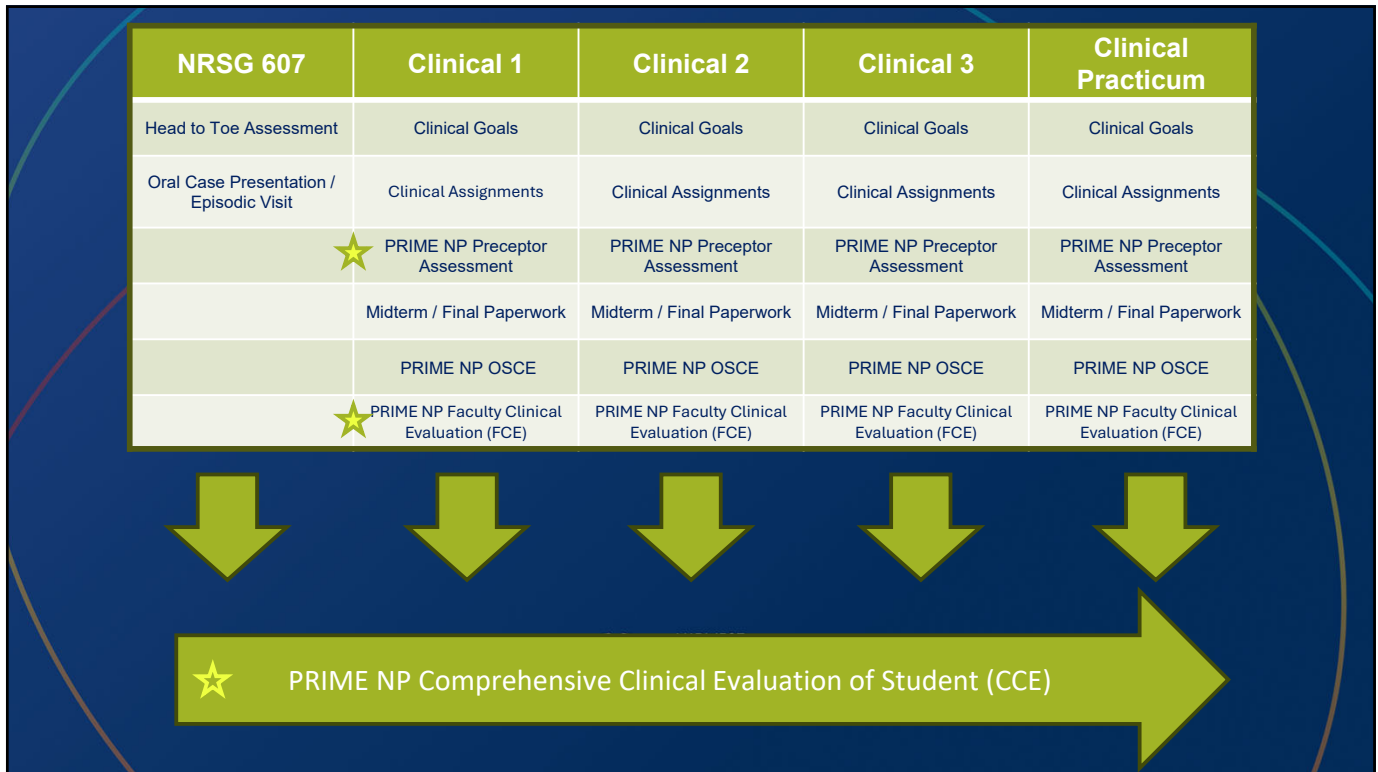 NRSG 607
Clinical 1
Clinical 2
Clinical 3
Clinical
Practicum
Head to Toe Assessment
Clinical Goals
Clinical Goals
Clinical Goals
Clinical Goals
Oral Case Presentation /
Episodic Visit
Clinical Assignments
Clinical Assignments
Clinical Assignments
Clinical Assignments
PRIME NP Preceptor
Assessment
PRIME NP Preceptor
Assessment
PRIME NP Preceptor
Assessment
PRIME NP Preceptor
Assessment
Midterm / Final Paperwork
Midterm / Final Paperwork
Midterm / Final Paperwork
Midterm / Final Paperwork
PRIME NP OSCE
PRIME NP OSCE
PRIME NP OSCE
PRIME NP OSCE
PRIME NP Faculty Clinical
Evaluation (FCE)
PRIME NP Faculty Clinical
Evaluation (FCE)
PRIME NP Faculty Clinical
Evaluation (FCE)
PRIME NP Faculty Clinical
Evaluation (FCE)
PRIME NP Comprehensive Clinical Evaluation of Student (CCE)